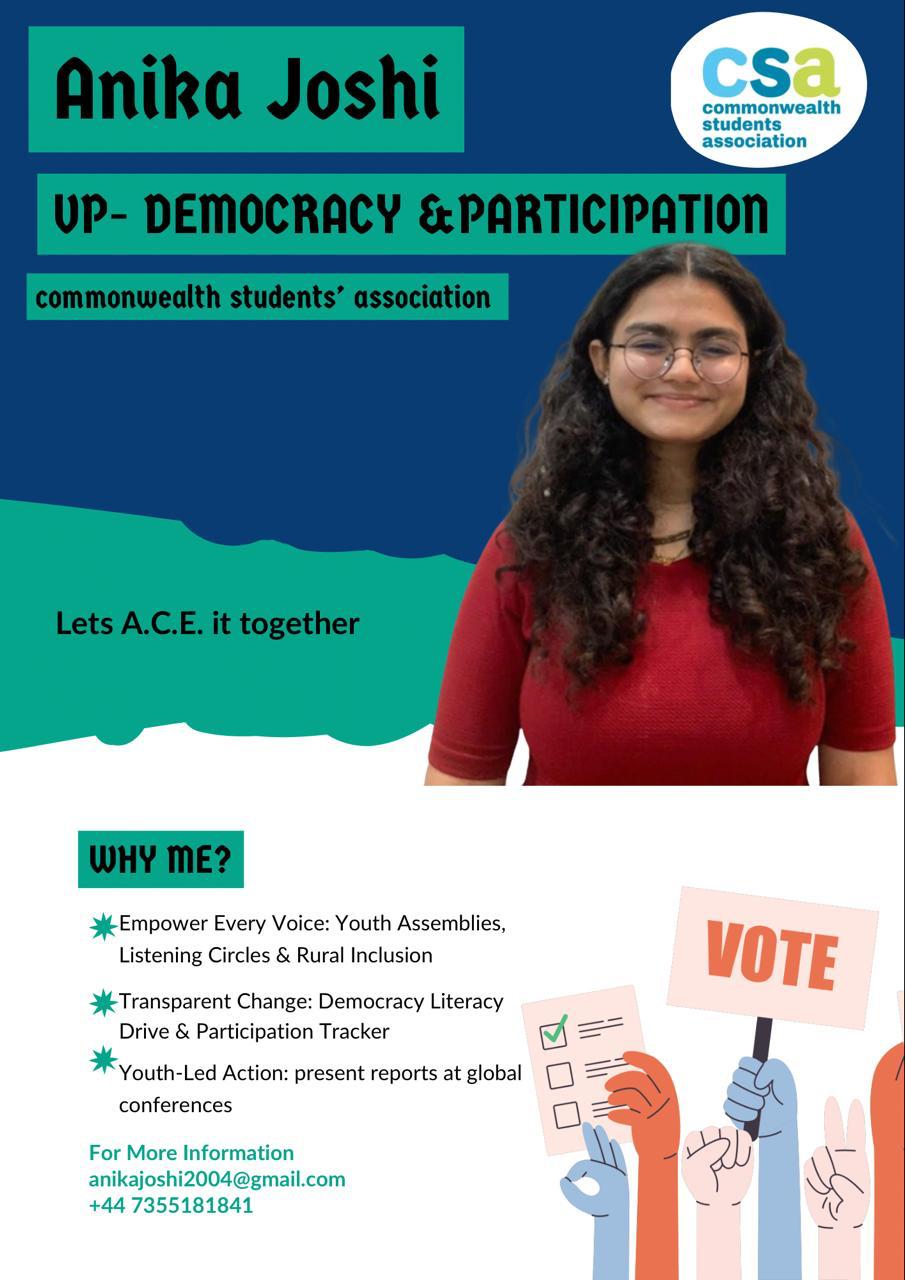 Anika Joshi
csa
commonwealth
students
association
VP- DEMOCRACY &PARTICIPATION
commonwealth students' association
Lets A.C.E. it together
WHY ME?
Empower Every Voice: Youth Assemblies,
Listening Circles & Rural Inclusion
Transparent Change: Democracy Literacy
Drive & Participation Tracker
Youth-Led Action: present reports at global
conferences
VOTE
For More Information
anikajoshi2004@gmail.com
+44 7355181841